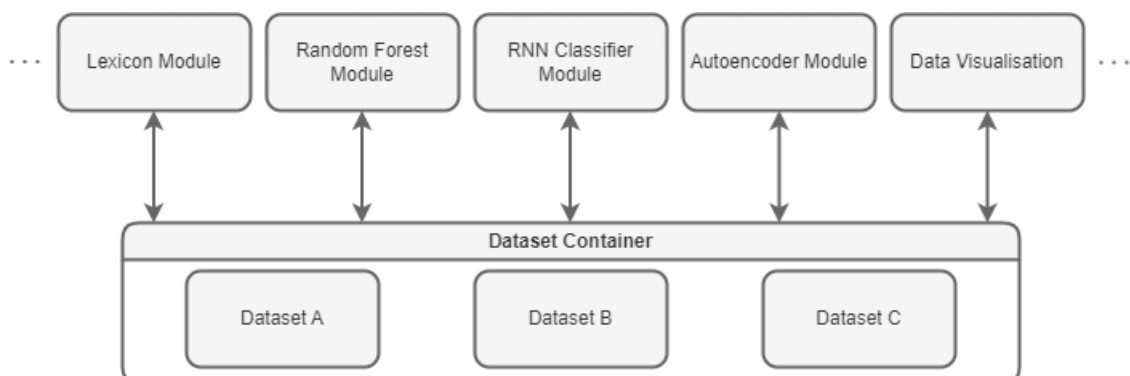 ... Lexicon Module Random Forest Module RNN Classifier Module Autoencoder Module Data Visualisation ...
Dataset Container
Dataset A Dataset B Dataset C